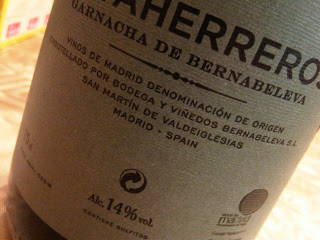 GARNACHA DE BERNABELEVA
VINOS DE MADRID DENOMINACIÓN DE ORIGEN
EMBOTELLADO POR BODEGA Y VIÑEDOS BERNABELEVA S.L.
SAN MARTÍN DE VALDEIGLESIAS
MADRID - SPAIN
Alc. 14% vol.
CONTIENE SULFITOS